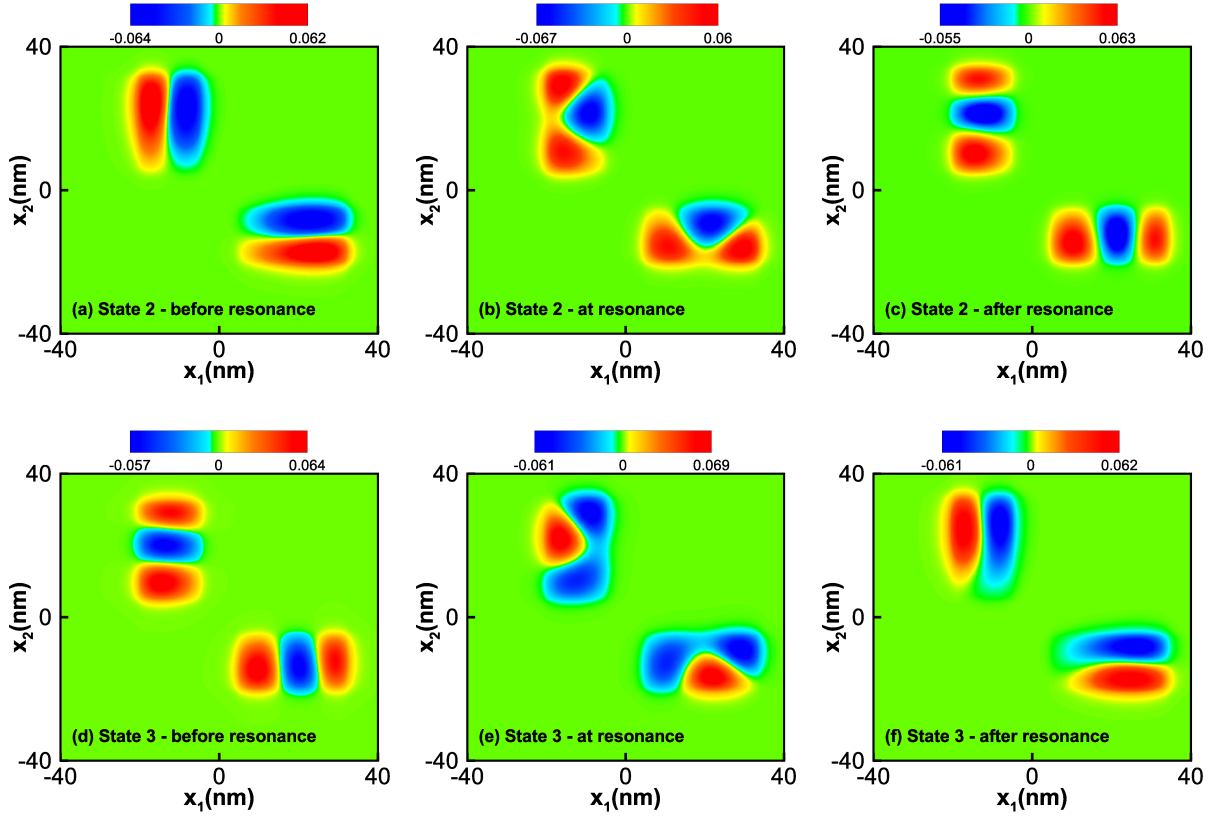 -0.064 0 0.062
40
0
-40
-40 0 40
x2(nm)
x1(nm)
(a) State 2 - before resonance
-0.067 0 0.06
40
0
-40
-40 0 40
x2(nm)
x1(nm)
(b) State 2 - at resonance
-0.055 0 0.063
40
0
-40
-40 0 40
x2(nm)
x1(nm)
(c) State 2 - after resonance
-0.057 0 0.064
40
0
-40
-40 0 40
x2(nm)
x1(nm)
(d) State 3 - before resonance
-0.061 0 0.069
40
0
-40
-40 0 40
x2(nm)
x1(nm)
(e) State 3 - at resonance
-0.061 0 0.062
40
0
-40
-40 0 40
x2(nm)
x1(nm)
(f) State 3 - after resonance